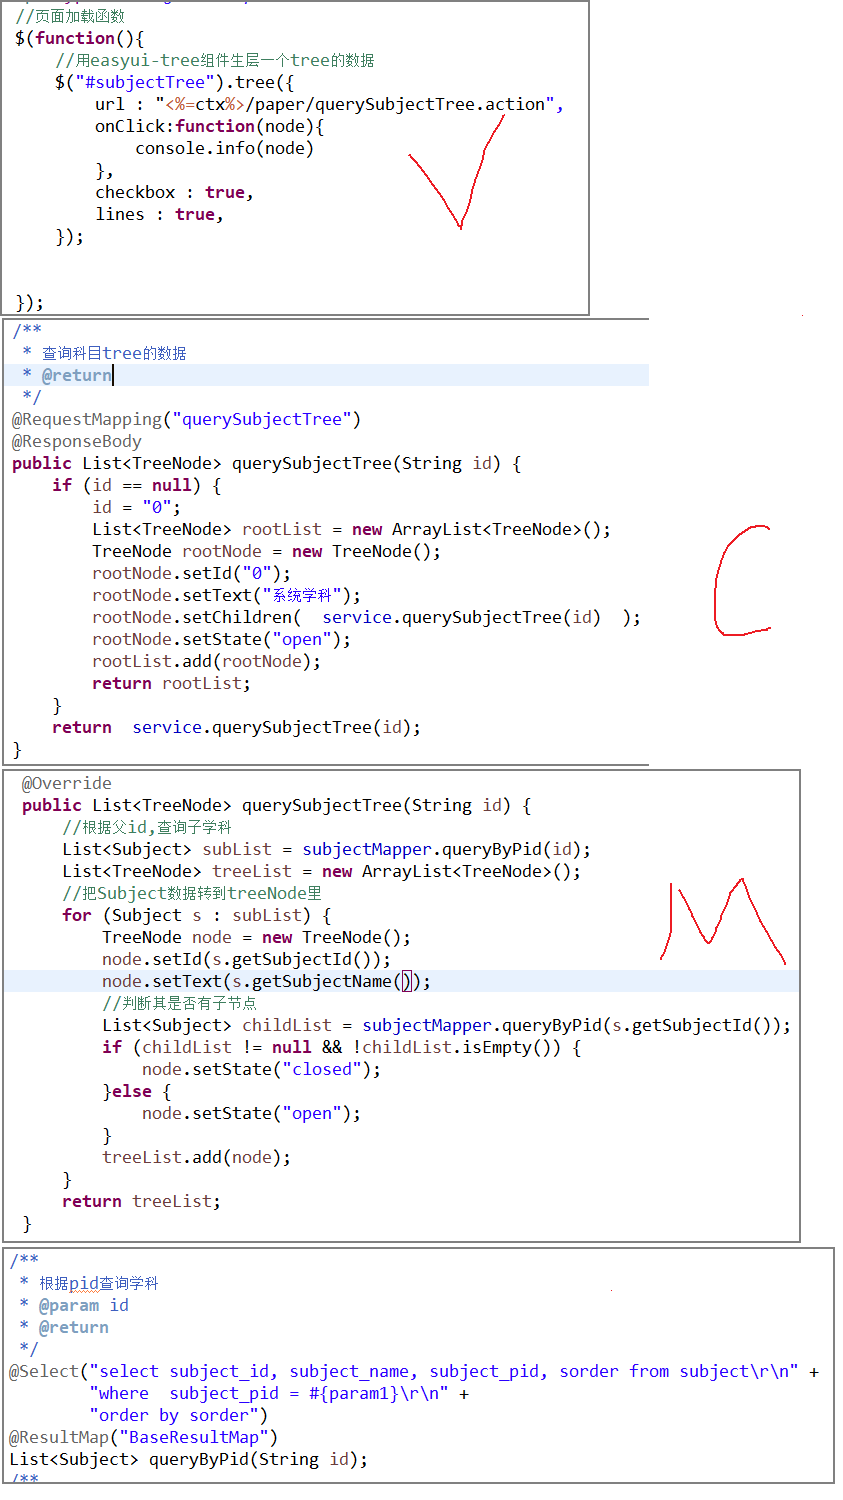 //页面加载函数
$(function(){
    //用easyui-tree组件生层一个tree的数据
    $("#subjectTree").tree({
        url : "<%=ctx%>/paper/querySubjectTree.action",
        onClick:function(node){
            console.info(node)
        },
        checkbox : true,
        lines : true,
    });
});
V
/**
 * 查询科目tree的数据
 * @return
 */
@RequestMapping("querySubjectTree")
@ResponseBody
public List<TreeNode> querySubjectTree(String id) {
    if (id == null) {
        id = "0";
        List<TreeNode> rootList = new ArrayList<TreeNode>();
        TreeNode rootNode = new TreeNode();
        rootNode.setId("0");
        rootNode.setText("系统学科");
        rootNode.setChildren(  service.querySubjectTree(id)  );
        rootNode.setState("open");
        rootList.add(rootNode);
        return rootList;
    }
    return  service.querySubjectTree(id);
}
C
@Override
public List<TreeNode> querySubjectTree(String id) {
    //根据父id,查询子学科
    List<Subject> subList = subjectMapper.queryByPid(id);
    List<TreeNode> treeList = new ArrayList<TreeNode>();
    //把Subject数据转到treeNode里
    for (Subject s : subList) {
        TreeNode node = new TreeNode();
        node.setId(s.getSubjectId());
        node.setText(s.getSubjectName());
        //判断其是否有子节点
        List<Subject> childList = subjectMapper.queryByPid(s.getSubjectId());
        if (childList != null && !childList.isEmpty()) {
            node.setState("closed");
        }else {
            node.setState("open");
        }
        treeList.add(node);
    }
    return treeList;
}
M
/**
 * 根据pid查询学科
 * @param id
 * @return
 */
@Select("select subject_id, subject_name, subject_pid, sorder from subject\r\n" +
        "where  subject_pid = #{param1}\r\n" +
        "order by sorder")
@ResultMap("BaseResultMap")
List<Subject> queryByPid(String id);
/**